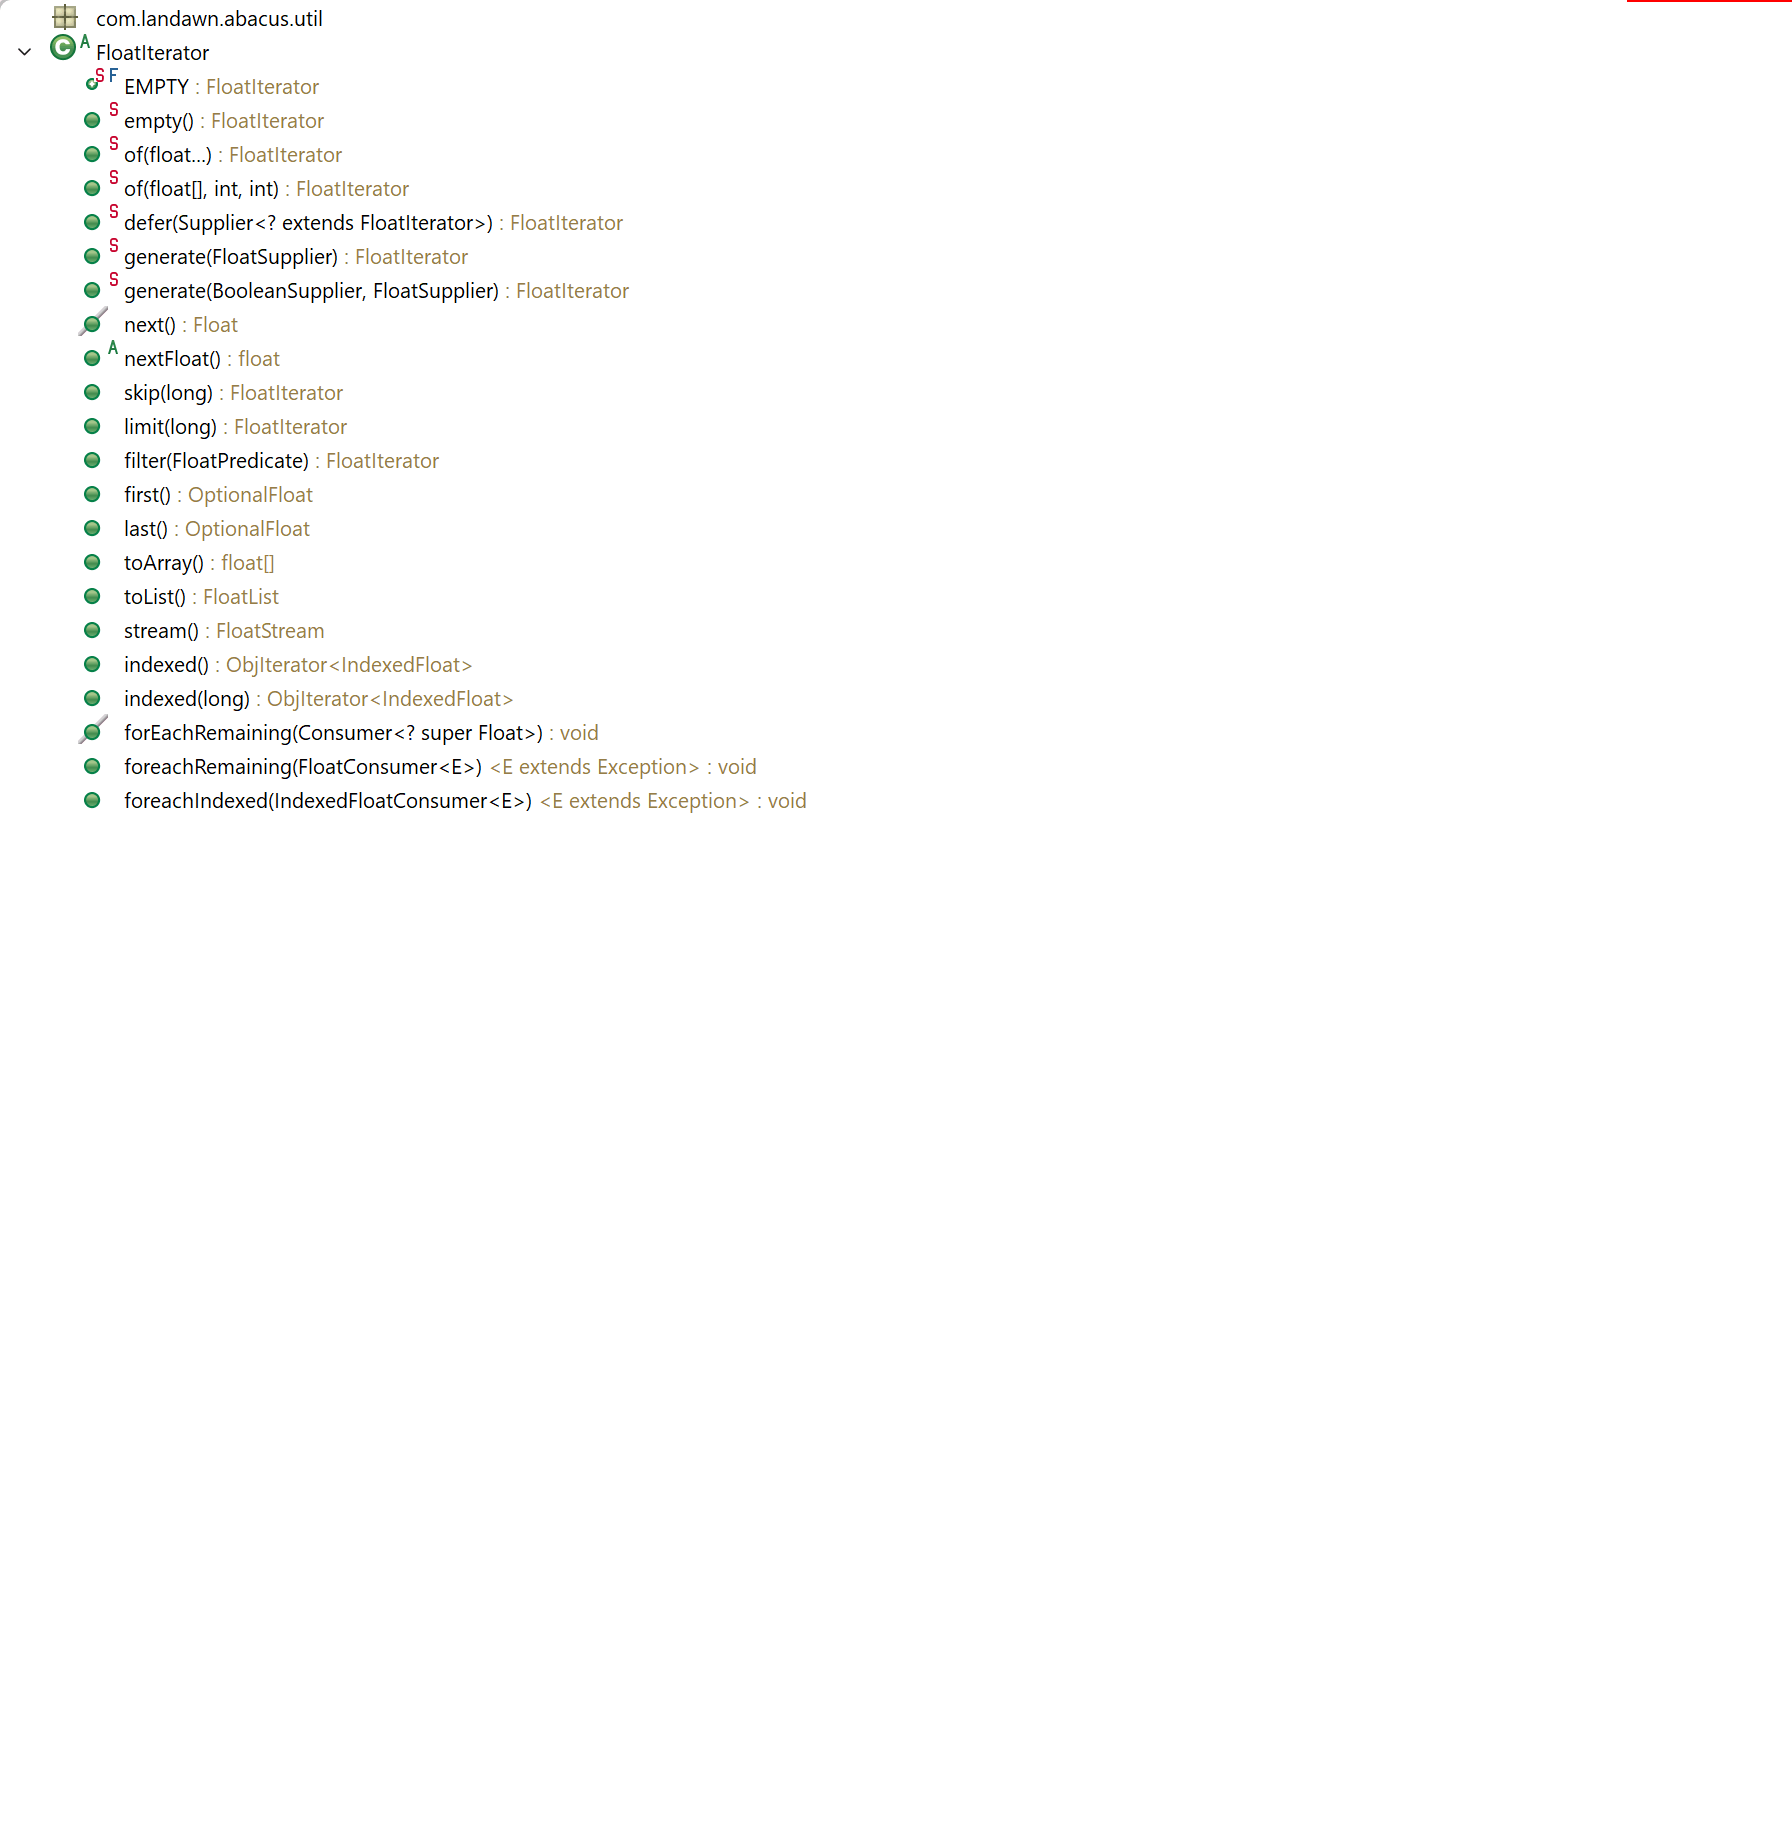 com.landawn.abacus.util
C A FloatIterator
S F EMPTY : FloatIterator
S empty() : FloatIterator
S of(float...) : FloatIterator
S of(float[], int, int) : FloatIterator
S defer(Supplier<? extends FloatIterator>) : FloatIterator
S generate(FloatSupplier) : FloatIterator
S generate(BooleanSupplier, FloatSupplier) : FloatIterator
next() : Float
A nextFloat() : float
skip(long) : FloatIterator
limit(long) : FloatIterator
filter(FloatPredicate) : FloatIterator
first() : OptionalFloat
last() : OptionalFloat
toArray() : float[]
toList() : FloatList
stream() : FloatStream
indexed() : ObjIterator<IndexedFloat>
indexed(long) : ObjIterator<IndexedFloat>
forEachRemaining(Consumer<? super Float>) : void
foreachRemaining(FloatConsumer<E>) <E extends Exception> : void
foreachIndexed(IndexedFloatConsumer<E>) <E extends Exception> : void